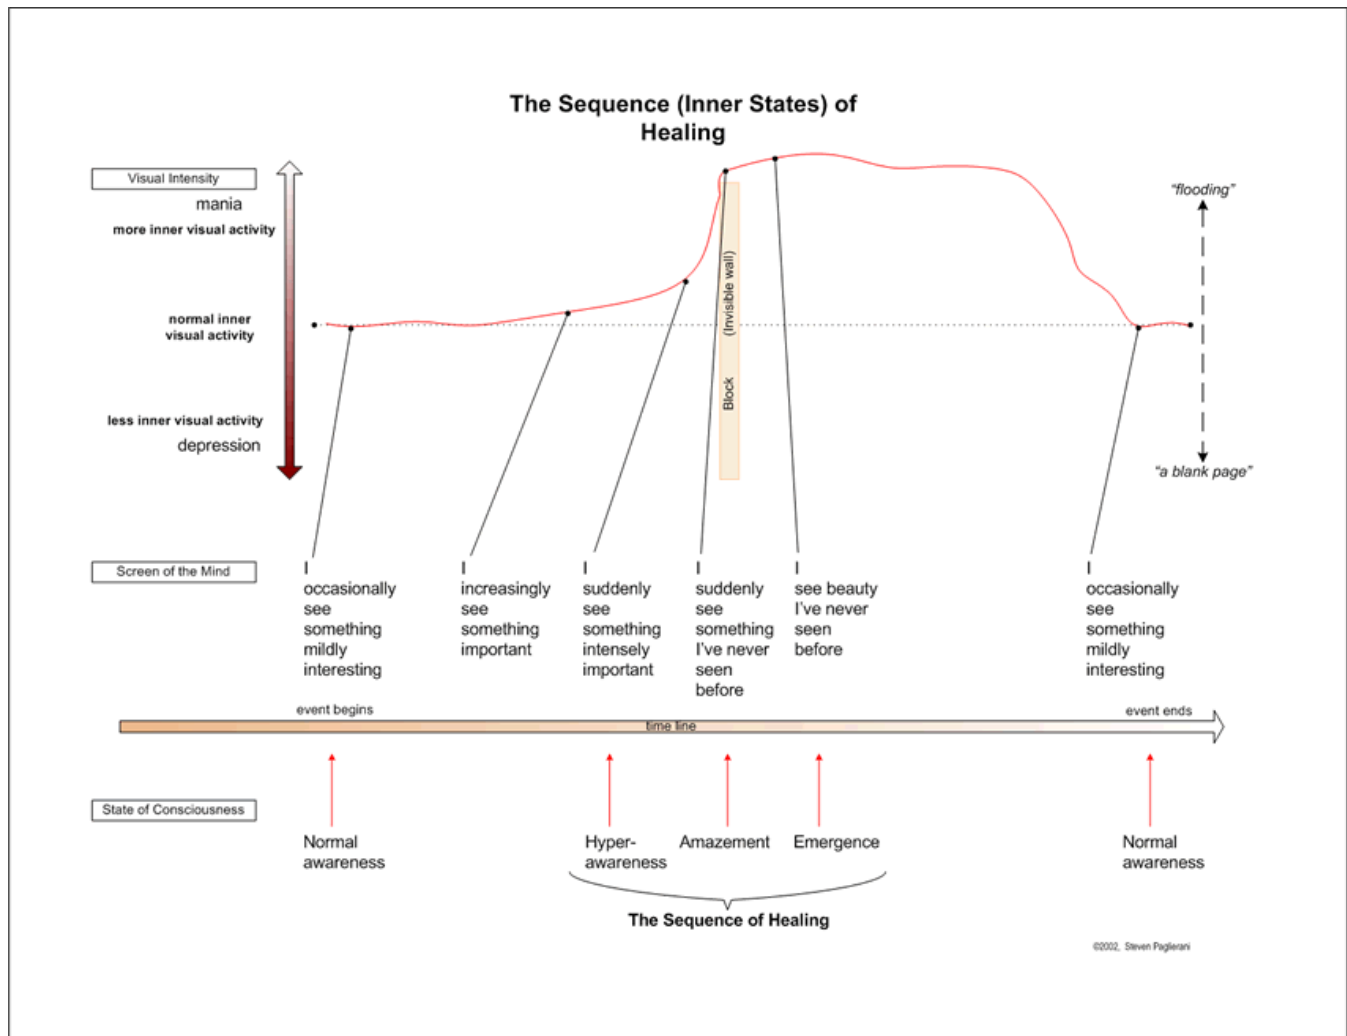 The Sequence (Inner States) of
Healing
Visual Intensity
mania
more inner visual activity
normal inner
visual activity
less inner visual activity
depression
Block (Invisible wall)
"flooding"
"a blank page"
Screen of the Mind
I
occasionally
see
something
mildly
interesting
I
increasingly
see
something
important
I
suddenly
see
something
intensely
important
I
suddenly
see
something
I've never
seen
before
I
see beauty
I've never
seen
before
I
occasionally
see
something
mildly
interesting
event begins
event ends
time line
State of Consciousness
Normal
awareness
Hyper-
awareness
Amazement
Emergence
Normal
awareness
The Sequence of Healing
©2002, Steven Paglierani